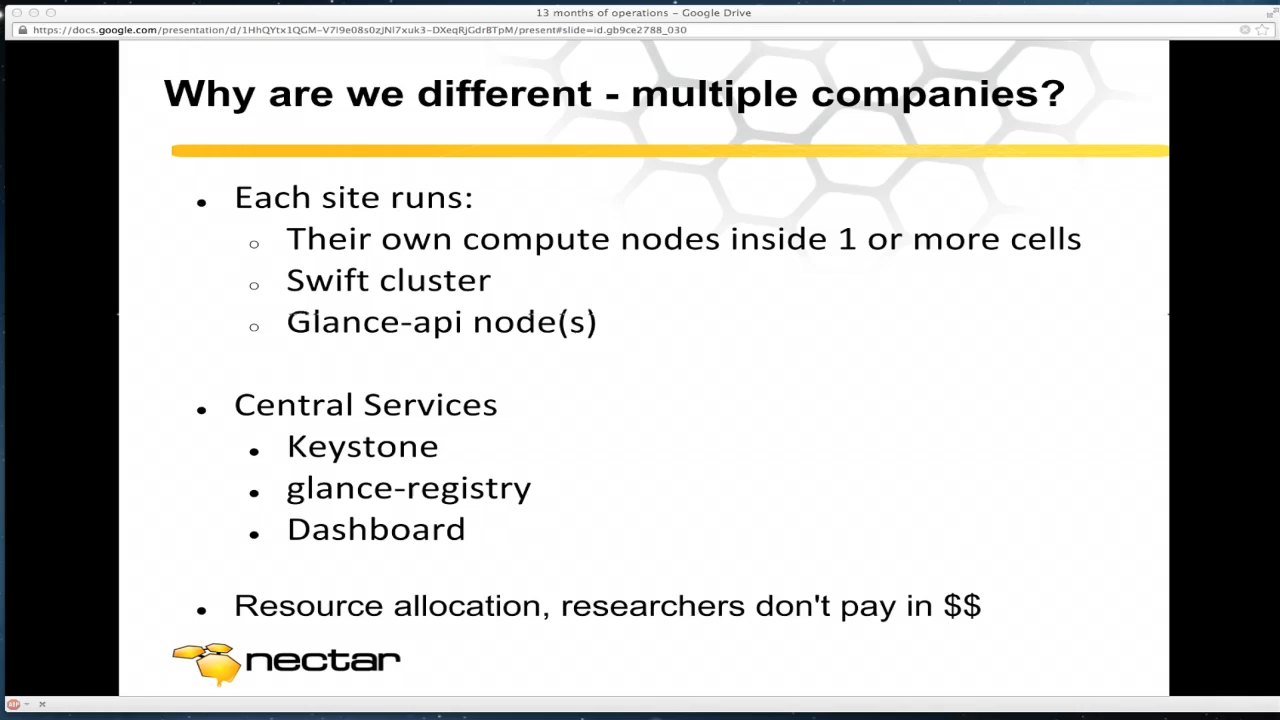 13 months of operations – Google Drive
https://docs.google.com/presentation/d/1HhQYtx1QGM-V7l9e08s0zJNl7xuk3-DXeqRjGdrBTpM/present#slide=id.gb9ce2788_030
Why are we different - multiple companies?
Each site runs:
Their own compute nodes inside 1 or more cells
Swift cluster
Glance-api node(s)
Central Services
Keystone
glance-registry
Dashboard
Resource allocation, researchers don't pay in $$
nectar
ABP